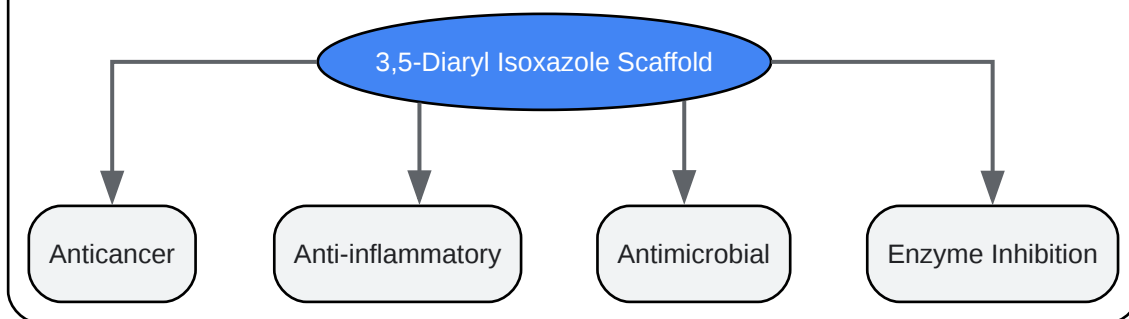 3,5-Diaryl Isoxazole Scaffold
Anticancer
Anti-inflammatory
Antimicrobial
Enzyme Inhibition